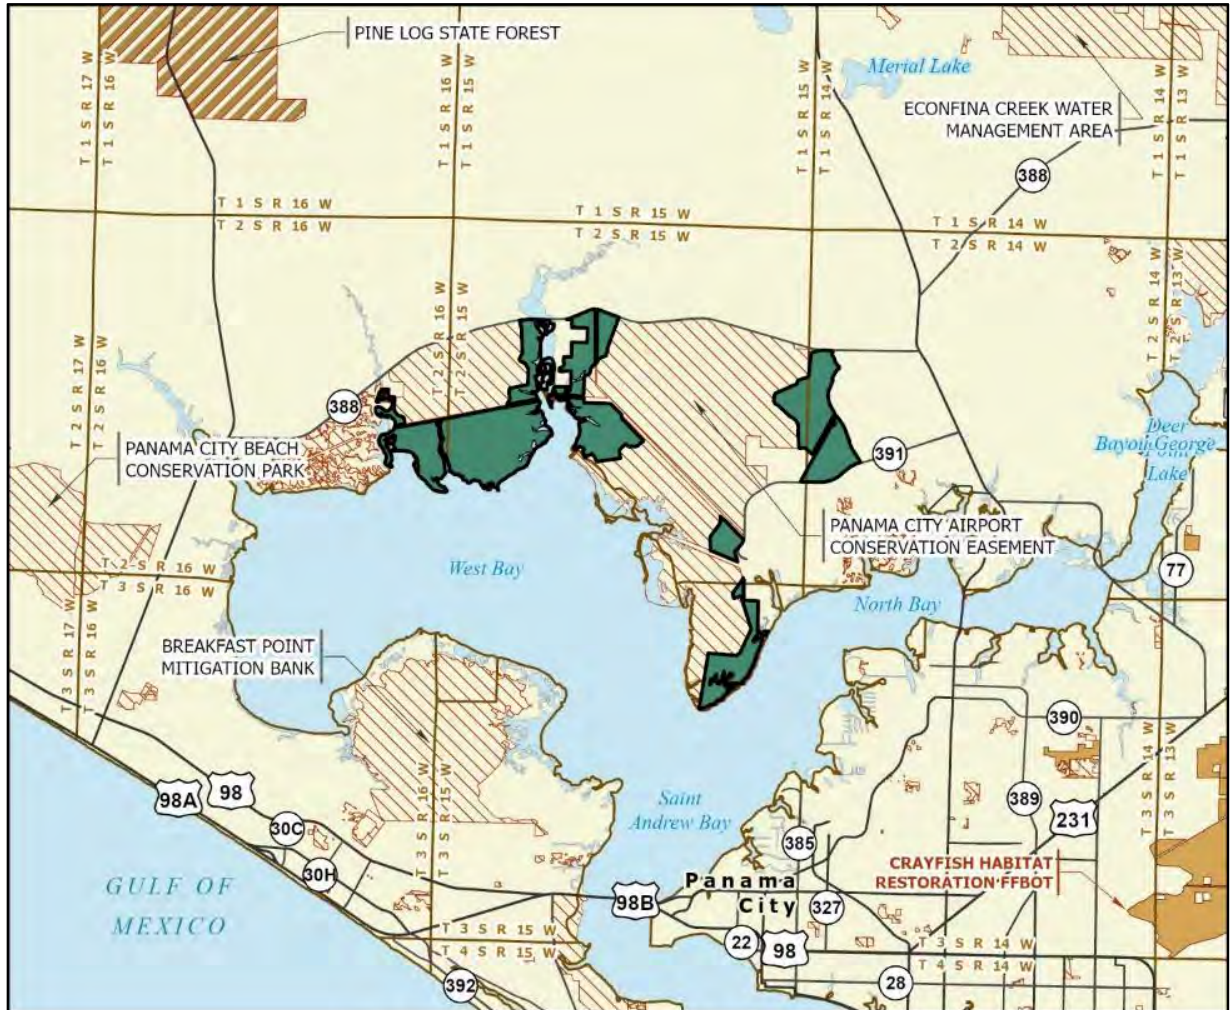 PINE LOG STATE FOREST
Merial Lake
ECONFINA CREEK WATER
MANAGEMENT AREA
388
T 1 S R 17 W
T 1 S R 16 W
T 1 S R 16 W
T 1 S R 15 W
T 1 S R 15 W
T 1 S R 14 W
T 1 S R 14 W
T 1 S R 13 W
T 1 S R 16 W
T 2 S R 16 W
T 1 S R 15 W
T 2 S R 15 W
T 1 S R 14 W
T 2 S R 14 W
T 2 S R 17 W
T 2 S R 16 W
T 2 S R 16 W
T 2 S R 15 W
T 2 S R 14 W
T 2 S R 13 W
388
PANAMA CITY BEACH
CONSERVATION PARK
391
Deer
Bayou George
Lake
PANAMA CITY AIRPORT
CONSERVATION EASEMENT
West Bay
North Bay
77
T 2 S R 16 W
T 3 S R 16 W
BREAKFAST POINT
MITIGATION BANK
T 3 S R 17 W
T 3 S R 16 W
T 3 S R 16 W
T 3 S R 15 W
T 3 S R 14 W
T 3 S R 13 W
390
389
231
98A
98
30C
30H
Saint
Andrew Bay
385
CRAYFISH HABITAT
RESTORATION FFBOT
GULF OF
MEXICO
Panama
City
98B
327
22
98
T 3 S R 15 W
T 4 S R 15 W
T 3 S R 14 W
T 4 S R 14 W
392
28